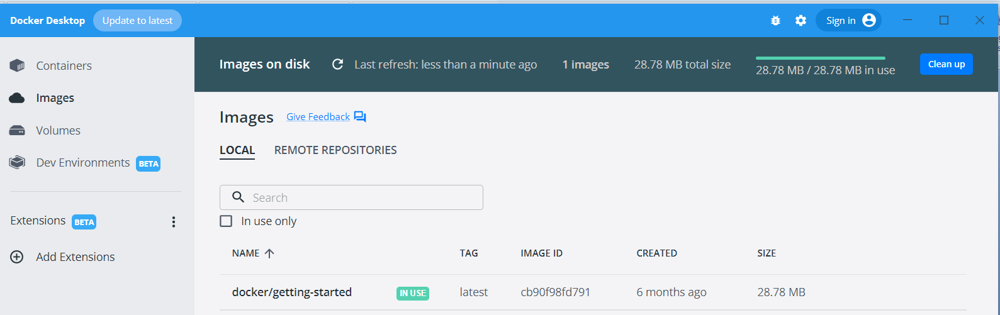 Docker Desktop Update to latest Sign in
Containers
Images
Volumes
Dev Environments BETA
Extensions BETA
Add Extensions
Images on disk Last refresh: less than a minute ago 1 images 28.78 MB total size 28.78 MB / 28.78 MB in use Clean up
Images Give Feedback
LOCAL REMOTE REPOSITORIES
Search
In use only
NAME TAG IMAGE ID CREATED SIZE
docker/getting-started IN USE latest cb90f98fd791 6 months ago 28.78 MB